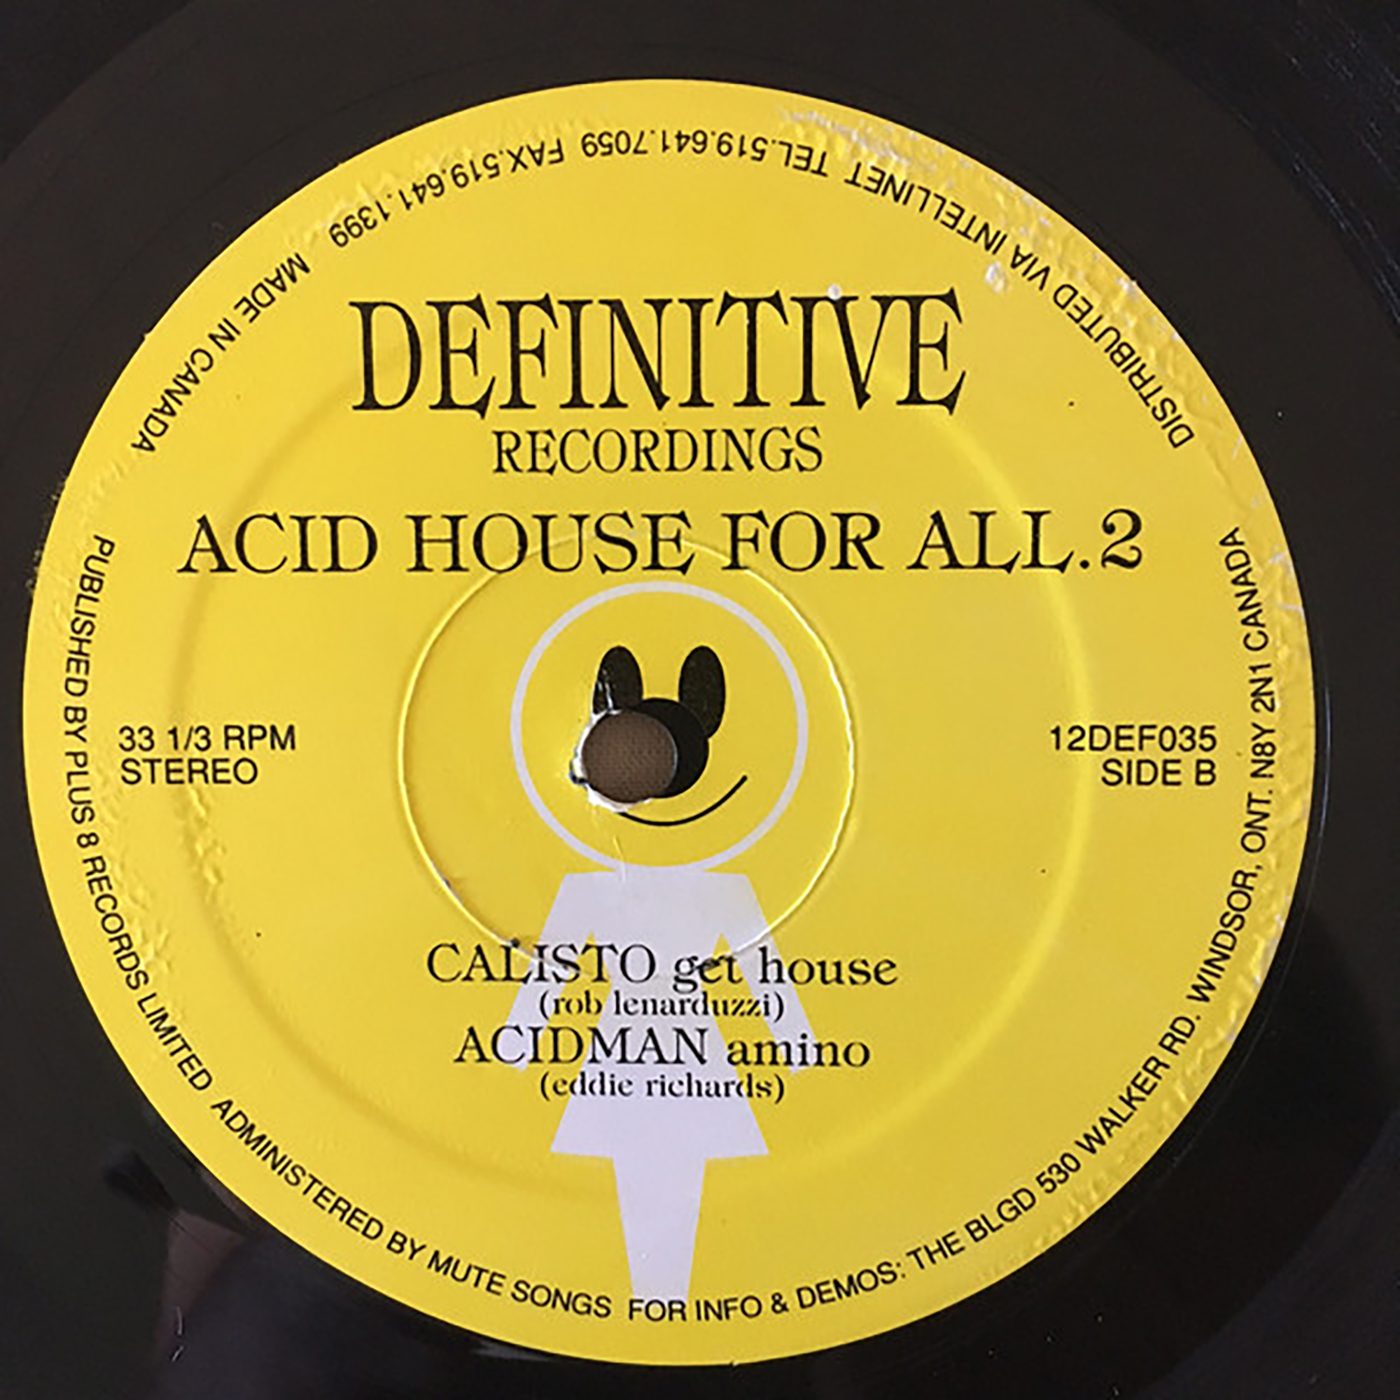 DEFINITIVE
RECORDINGS
ACID HOUSE FOR ALL.2
33 1/3 RPM
STEREO
12DEF035
SIDE B
CALISTO get house
(rob lenarduzzi)
ACIDMAN amino
(eddie richards)
PUBLISHED BY PLUS 8 RECORDS LIMITED ADMINISTERED BY MUTE SONGS FOR INFO & DEMOS: THE BLGD 530 WALKER RD. WINDSOR, ONT. N8Y 2N1 CANADA
DISTRIBUTED VIA INTELLINET TEL.519.641.7059 FAX.519.641.1399 MADE IN CANADA